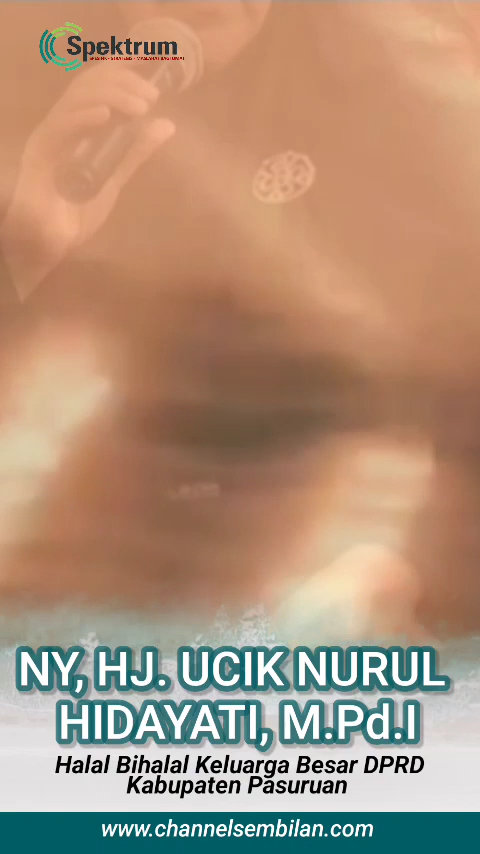 Spektrum
NY, HJ. UCIK NURUL
HIDAYATI, M.Pd.I
Halal Bihalal Keluarga Besar DPRD
Kabupaten Pasuruan
www.channelsembilan.com